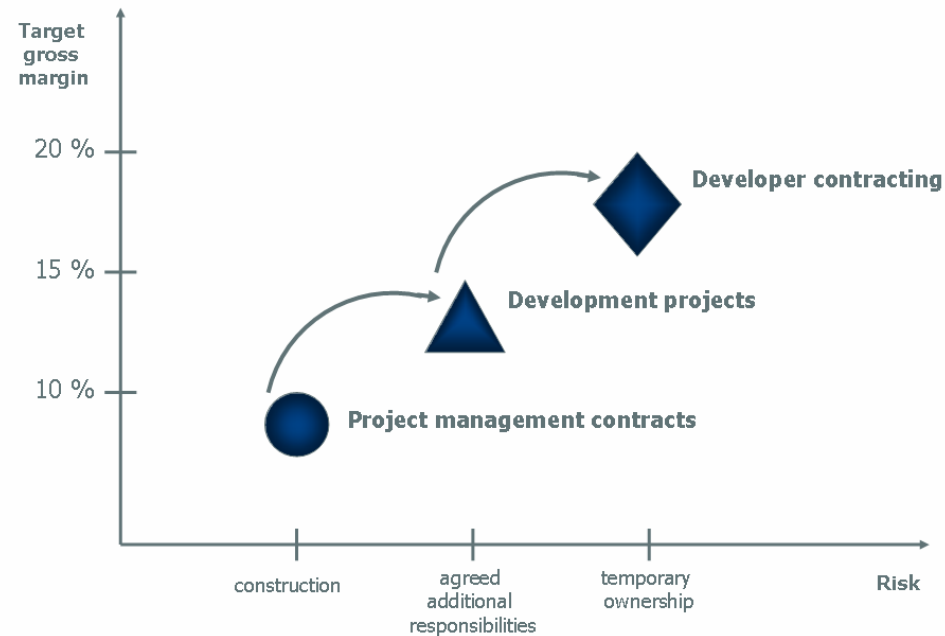 Target
gross
margin
20 %
Developer contracting
15 %
Development projects
10 %
Project management contracts
construction
agreed
additional
responsibilities
temporary
ownership
Risk